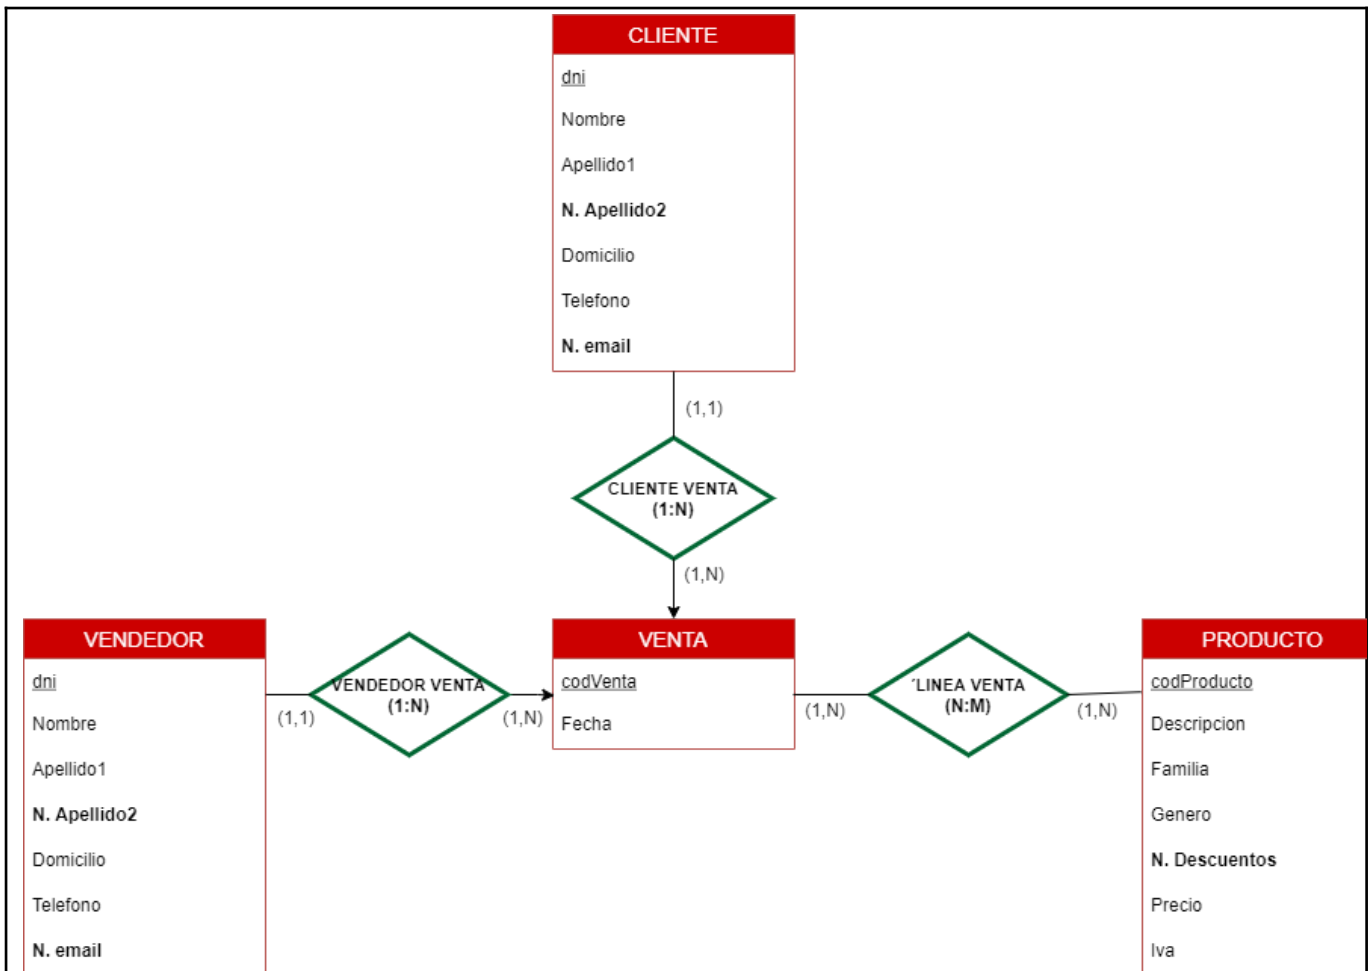 CLIENTE
dni
Nombre
Apellido1
N. Apellido2
Domicilio
Telefono
N. email
(1,1)
CLIENTE VENTA
(1:N)
(1,N)
VENDEDOR
dni
Nombre
Apellido1
N. Apellido2
Domicilio
Telefono
N. email
(1,1)
VENDEDOR VENTA
(1:N)
(1,N)
VENTA
codVenta
Fecha
(1,N)
´LINEA VENTA
(N:M)
(1,N)
PRODUCTO
codProducto
Descripcion
Familia
Genero
N. Descuentos
Precio
Iva